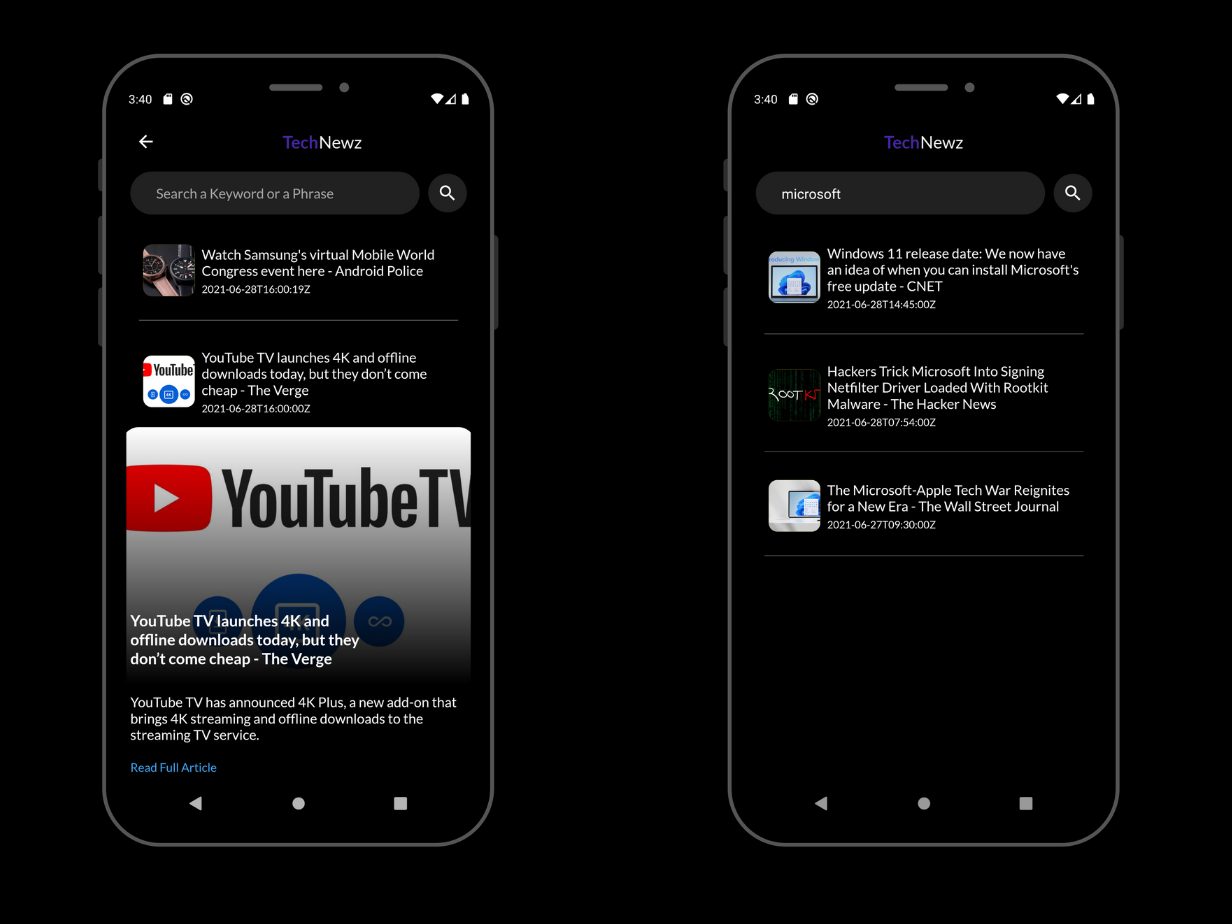 3:40
TechNewz
Search a Keyword or a Phrase
Watch Samsung's virtual Mobile World
Congress event here - Android Police
2021-06-28T16:00:19Z
YouTube
YouTube TV launches 4K and offline
downloads today, but they don’t come
cheap - The Verge
2021-06-28T16:00:00Z
YouTubeTV
YouTube TV launches 4K and
offline downloads today, but they
don’t come cheap - The Verge
YouTube TV has announced 4K Plus, a new add-on that
brings 4K streaming and offline downloads to the
streaming TV service.
Read Full Article
3:40
TechNewz
microsoft
Windows 11 release date: We now have
an idea of when you can install Microsoft's
free update - CNET
2021-06-28T14:45:00Z
Hackers Trick Microsoft Into Signing
Netfilter Driver Loaded With Rootkit
Malware - The Hacker News
2021-06-28T07:54:00Z
The Microsoft-Apple Tech War Reignites
for a New Era - The Wall Street Journal
2021-06-27T09:30:00Z